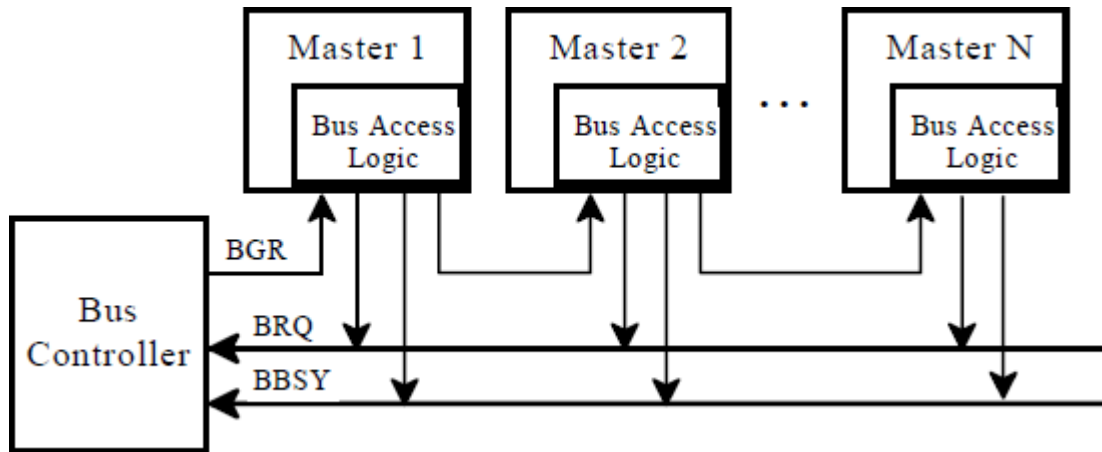 Master 1
Master 2
Master N
...
Bus Access
Logic
Bus Access
Logic
Bus Access
Logic
BGR
Bus
Controller
BRQ
BBSY